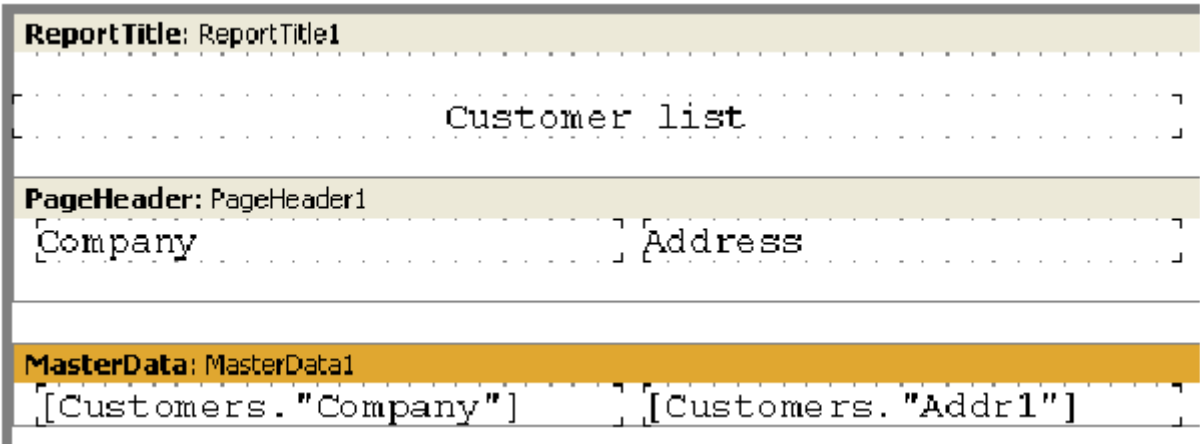 ReportTitle: ReportTitle1
Customer list
PageHeader: PageHeader1
Company Address
MasterData: MasterData1
[Customers."Company"] [Customers."Addr1"]